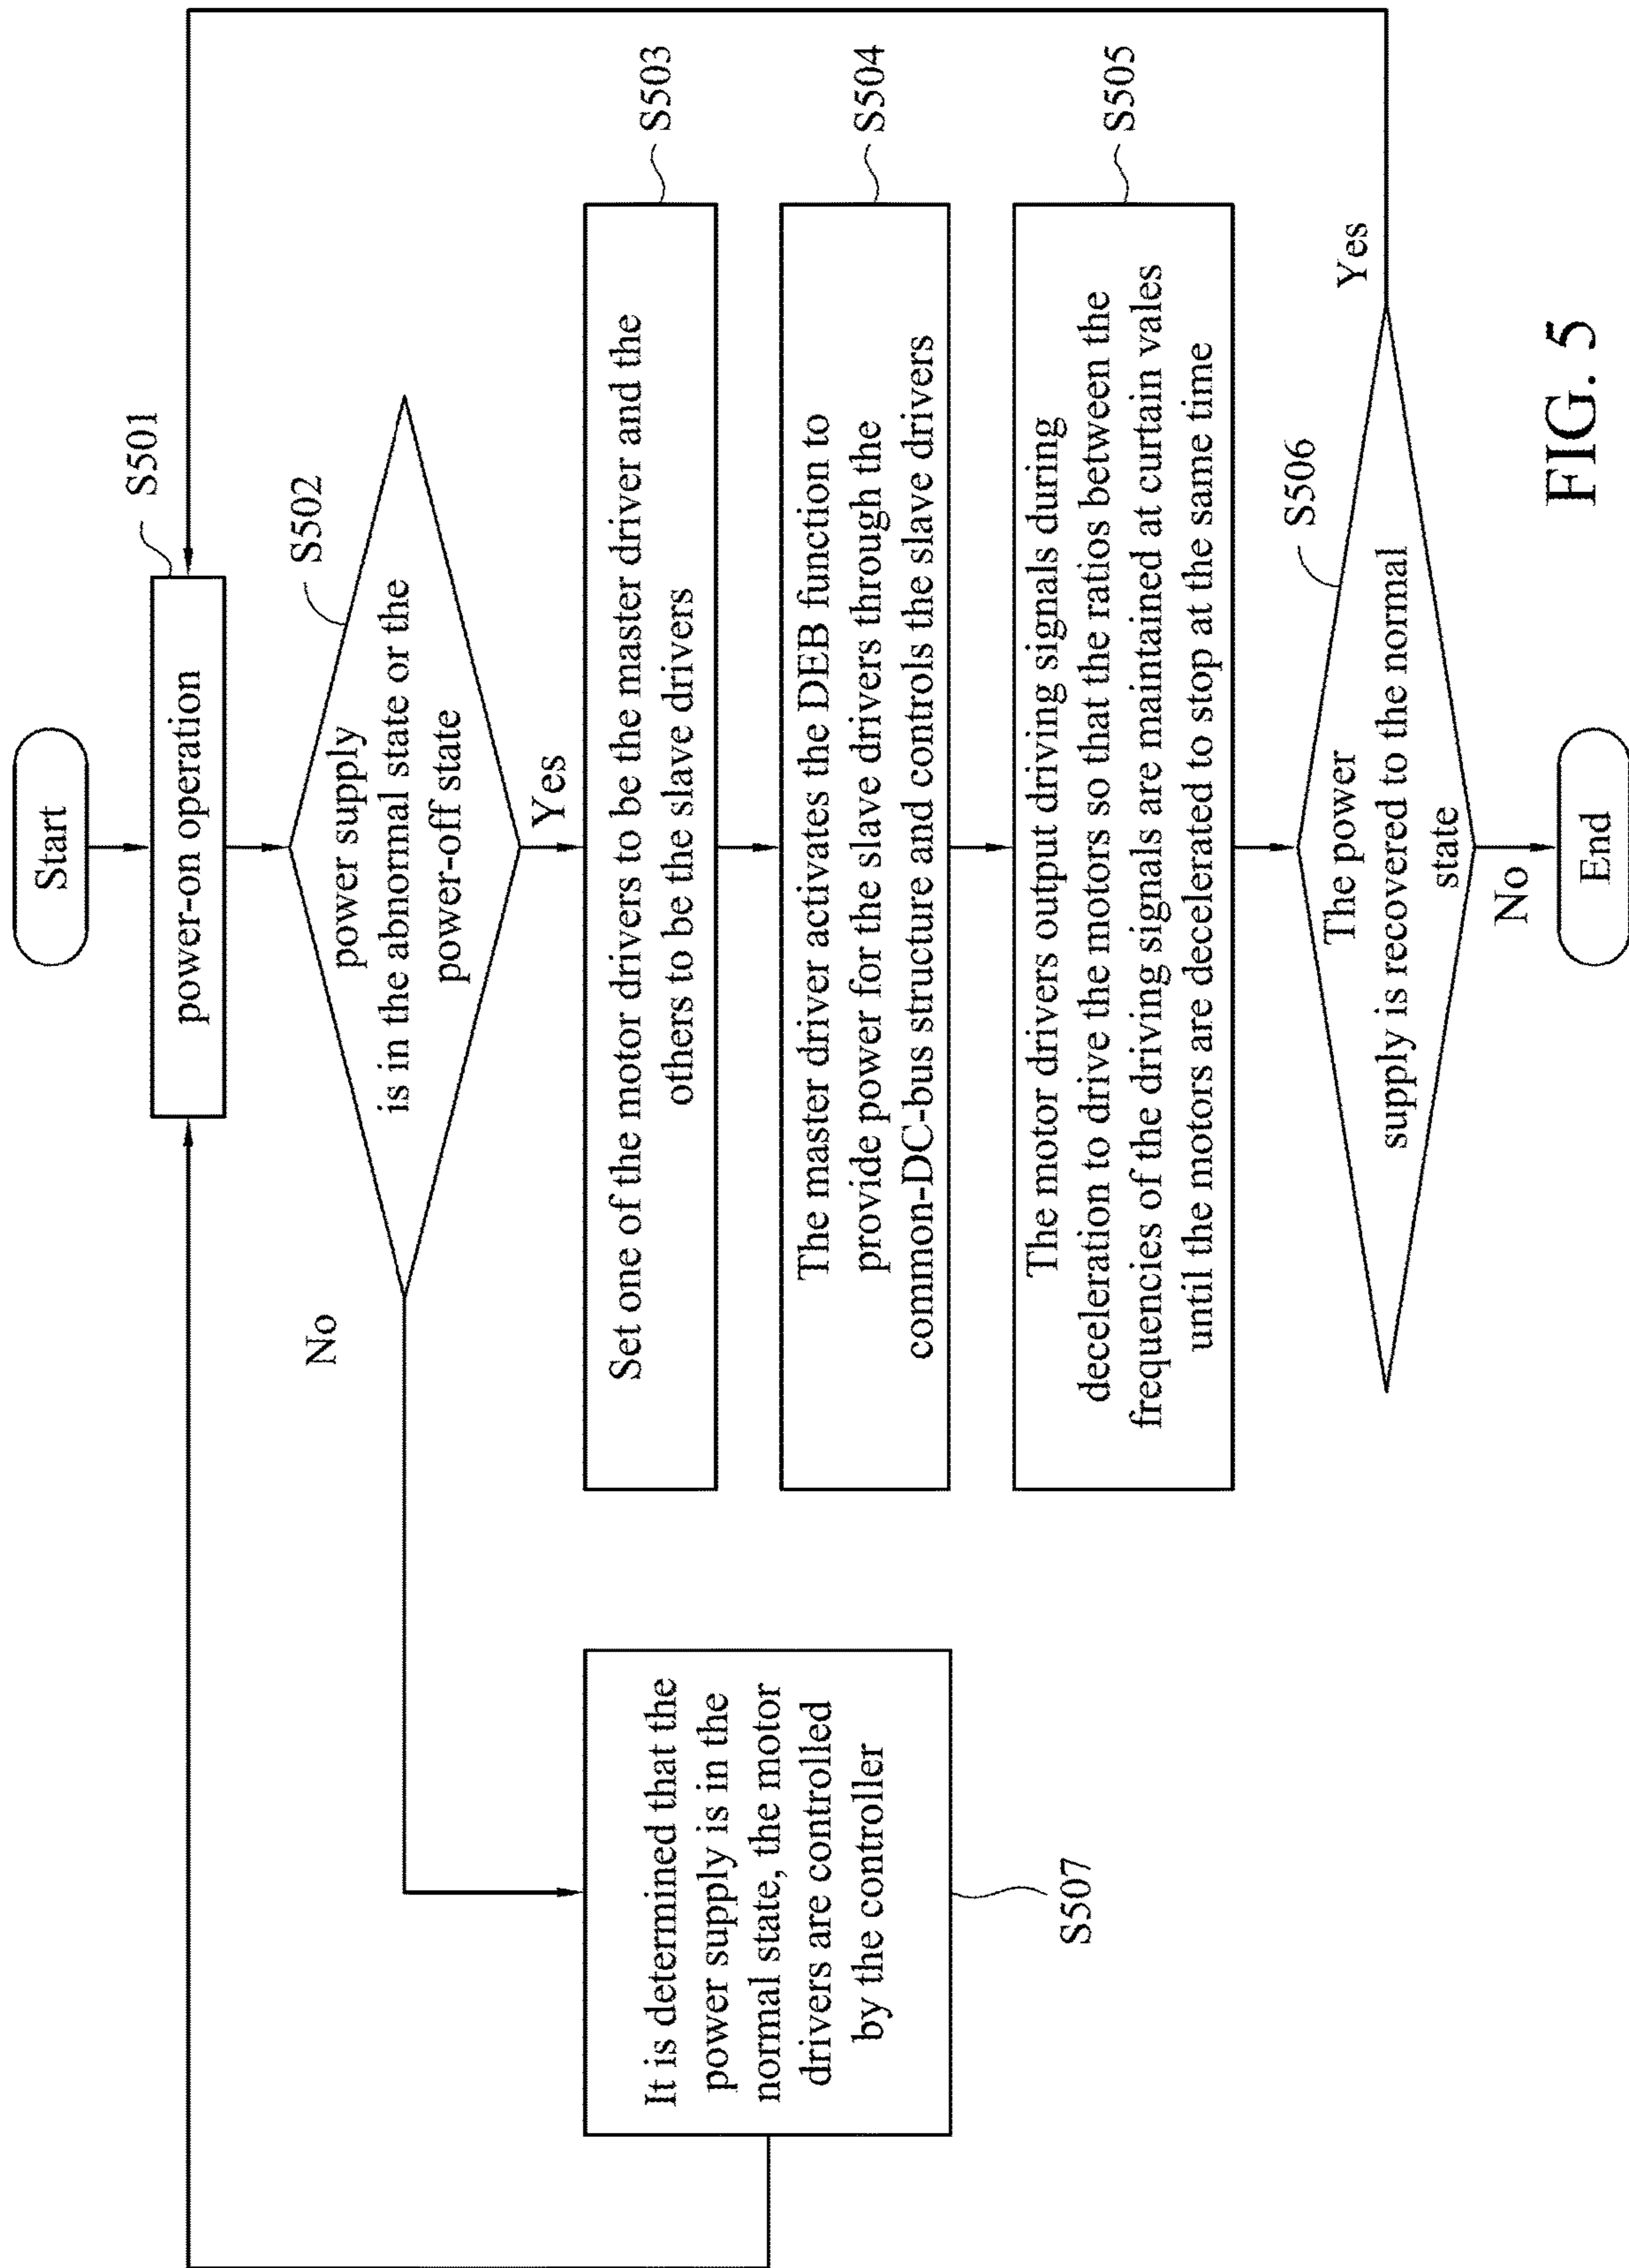 Start
S501
power-on operation
S502
power supply
is in the abnormal state or the
power-off state
No
Yes
S503
Set one of the motor drivers to be the master driver and the
others to be the slave drivers
S504
The master driver activates the DEB function to
provide power for the slave drivers through the
common-DC-bus structure and controls the slave drivers
S505
The motor drivers output driving signals during
deceleration to drive the motors so that the ratios between the
frequencies of the driving signals are maintained at curtain vales
until the motors are decelerated to stop at the same time
S506
The power
supply is recovered to the normal
state
Yes
No
End
It is determined that the
power supply is in the
normal state, the motor
drivers are controlled
by the controller
S507
FIG. 5